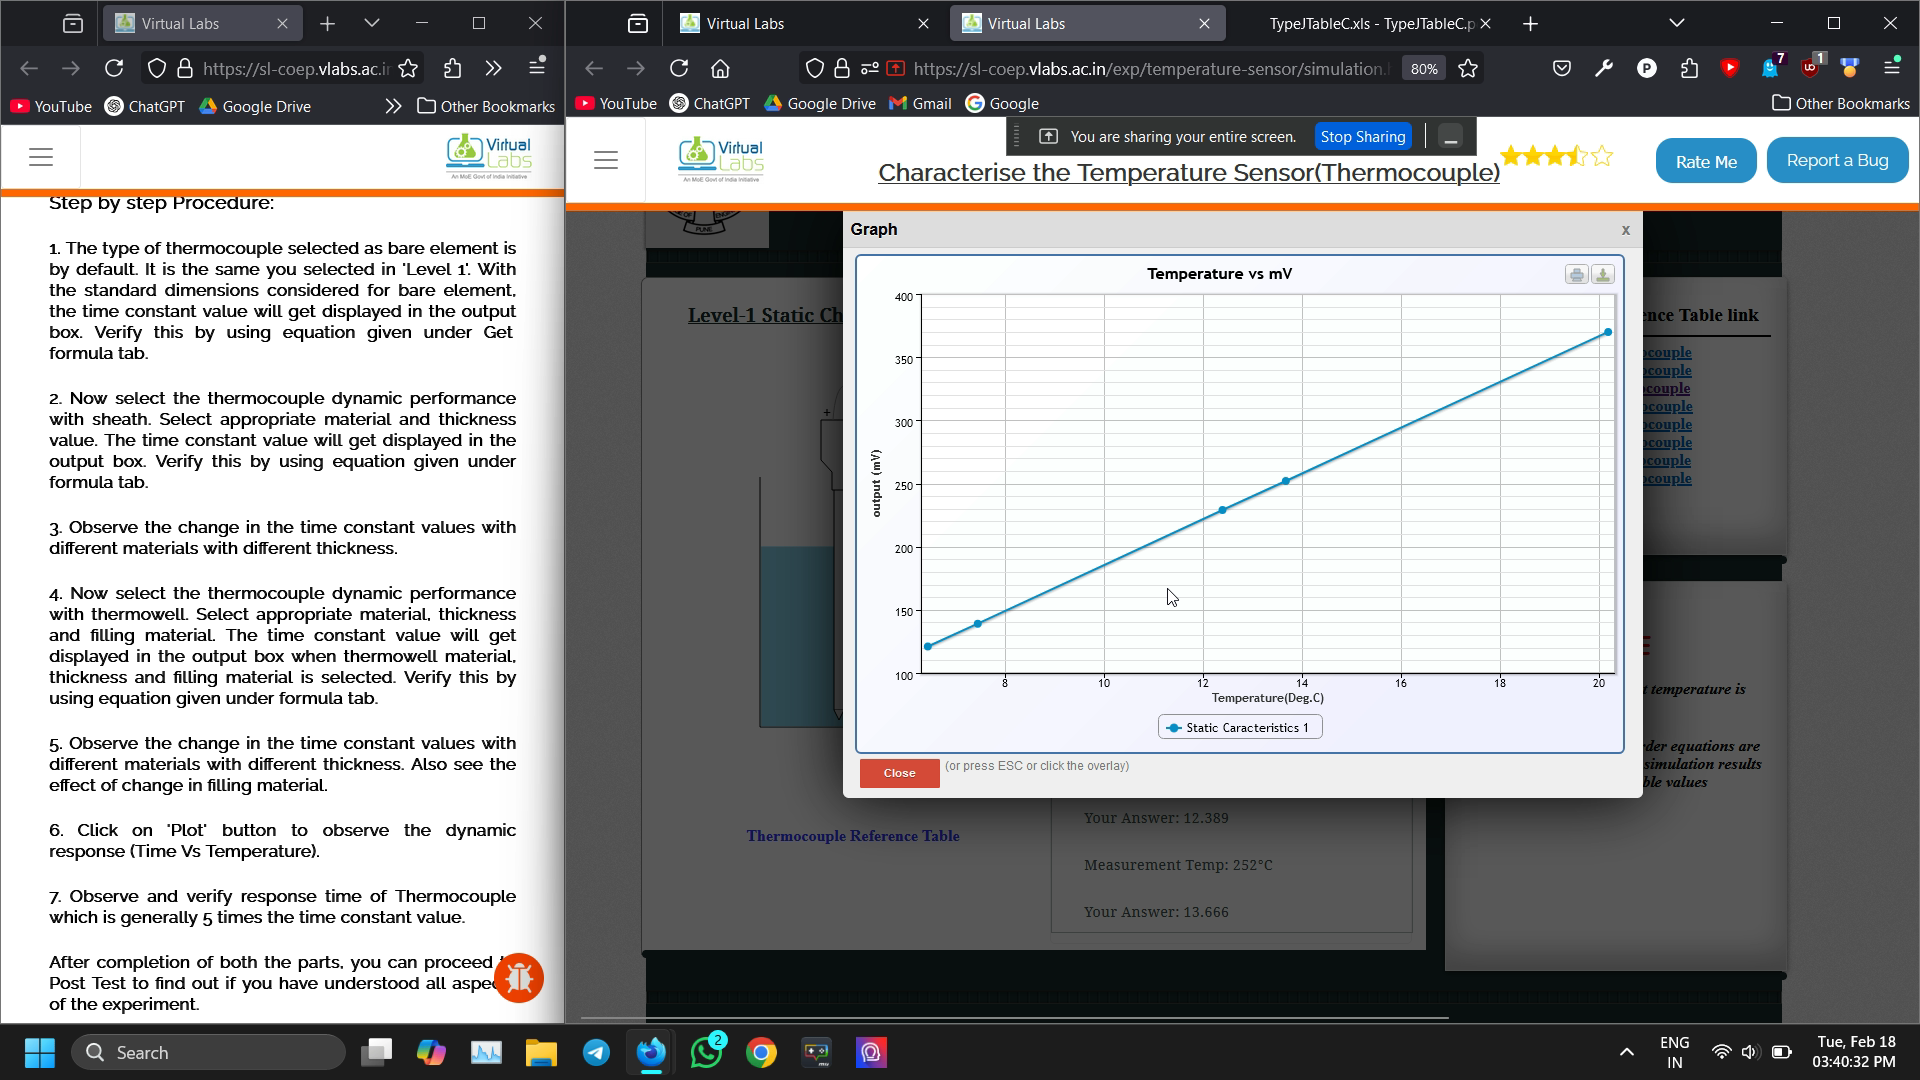 Virtual Labs
https://sl-coep.vlabs.ac.in
YouTube ChatGPT Google Drive Other Bookmarks
Virtual Labs
An MoE Govt of India Initiative
Step by step Procedure:
1. The type of thermocouple selected as bare element is
by default. It is the same you selected in 'Level 1'. With
the standard dimensions considered for bare element,
the time constant value will get displayed in the output
box. Verify this by using equation given under Get
formula tab.
2. Now select the thermocouple dynamic performance
with sheath. Select appropriate material and thickness
value. The time constant value will get displayed in the
output box. Verify this by using equation given under
formula tab.
3. Observe the change in the time constant values with
different materials with different thickness.
4. Now select the thermocouple dynamic performance
with thermowell. Select appropriate material, thickness
and filling material. The time constant value will get
displayed in the output box when thermowell material,
thickness and filling material is selected. Verify this by
using equation given under formula tab.
5. Observe the change in the time constant values with
different materials with different thickness. Also see the
effect of change in filling material.
6. Click on 'Plot' button to observe the dynamic
response (Time Vs Temperature).
7. Observe and verify response time of Thermocouple
which is generally 5 times the time constant value.
After completion of both the parts, you can proceed
Post Test to find out if you have understood all
of the experiment.
Virtual Labs
Virtual Labs
TypeJTableC.xls - TypeJTableC.p
https://sl-coep.vlabs.ac.in/exp/temperature-sensor/simulation.h
80%
7
1
YouTube ChatGPT Google Drive Gmail Google Other Bookmarks
You are sharing your entire screen. Stop Sharing
Virtual Labs
An MoE Govt of India Initiative
Characterise the Temperature Sensor(Thermocouple)
Rate Me
Report a Bug
PUNE
Graph
x
Temperature vs mV
400
350
300
250
200
150
100
output (mV)
8 10 12 14 16 18 20
Temperature(Deg.C)
Static Caracteristics 1
Close
(or press ESC or click the overlay)
Level-1 Static Ch
+
Thermocouple Reference Table
Your Answer: 12.389
Measurement Temp: 252°C
Your Answer: 13.666
ence Table link
ocouple
ocouple
ocouple
ocouple
ocouple
ocouple
ocouple
ocouple
E
t temperature is
der equations are
simulation results
ble values
Search
2
ENG
IN
Tue, Feb 18
03:40:32 PM